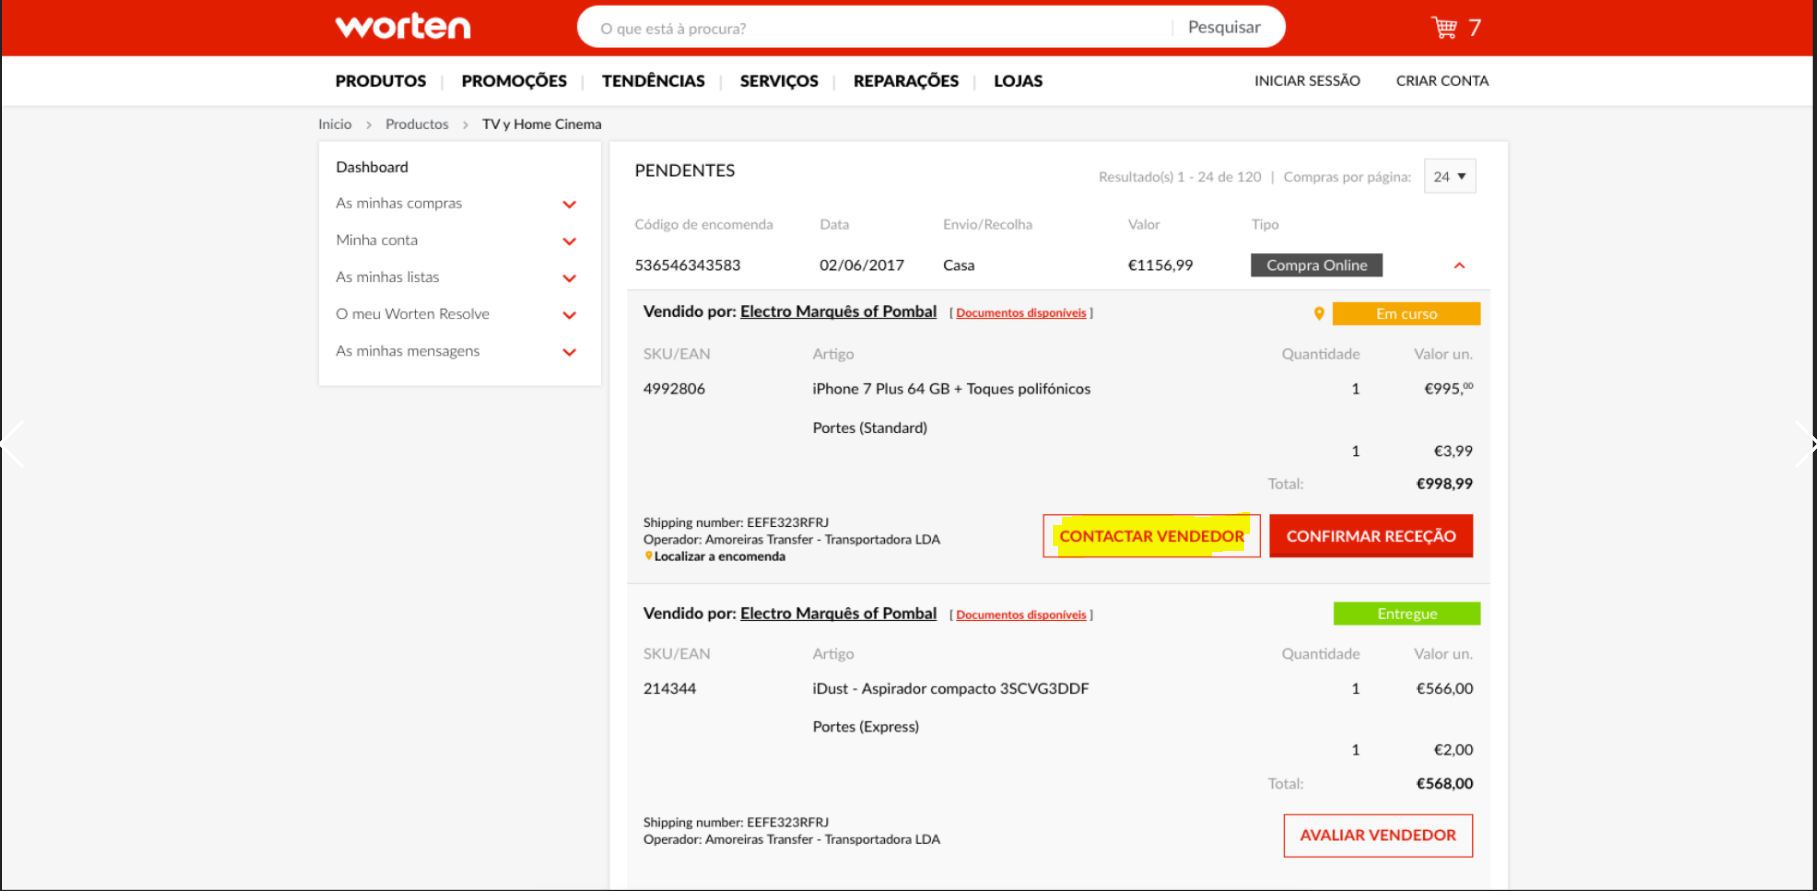 worten
O que está à procura?
Pesquisar
7
PRODUTOS | PROMOÇÕES | TENDÊNCIAS | SERVIÇOS | REPARAÇÕES | LOJAS
INICIAR SESSÃO
CRIAR CONTA
Inicio > Productos > TV y Home Cinema
Dashboard
As minhas compras
Minha conta
As minhas listas
O meu Worten Resolve
As minhas mensagens
PENDENTES
Resultado(s) 1 - 24 de 120 | Compras por página: 24
Código de encomenda Data Envio/Recolha Valor Tipo
536546343583 02/06/2017 Casa €1156,99 Compra Online
Vendido por: Electro Marquês of Pombal [ Documentos disponíveis ] Em curso
SKU/EAN Artigo Quantidade Valor un.
4992806 iPhone 7 Plus 64 GB + Toques polifónicos 1 €995,00
Portes (Standard)
1 €3,99
Total: €998,99
Shipping number: EEFE323RFRJ
Operador: Amoreiras Transfer - Transportadora LDA
Localizar a encomenda
CONTACTAR VENDEDOR
CONFIRMAR RECEÇÃO
Vendido por: Electro Marquês of Pombal [ Documentos disponíveis ] Entregue
SKU/EAN Artigo Quantidade Valor un.
214344 iDust - Aspirador compacto 3SCVG3DDF 1 €566,00
Portes (Express)
1 €2,00
Total: €568,00
Shipping number: EEFE323RFRJ
Operador: Amoreiras Transfer - Transportadora LDA
AVALIAR VENDEDOR